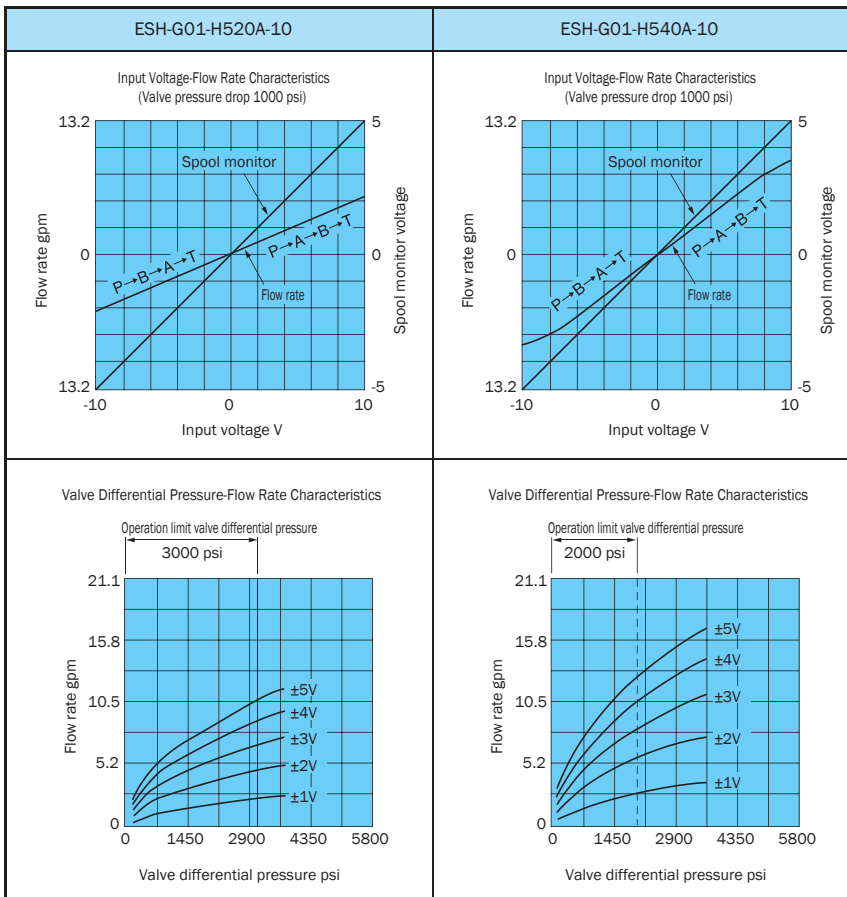 ESH-G01-H520A-10
ESH-G01-H540A-10
Input Voltage-Flow Rate Characteristics
(Valve pressure drop 1000 psi)
13.2
5
Spool monitor
P→B→A→T
P→A→B→T
Flow rate gpm
0
0
Spool monitor voltage
Flow rate
13.2
-5
-10
0
10
Input voltage V
Input Voltage-Flow Rate Characteristics
(Valve pressure drop 1000 psi)
13.2
5
Spool monitor
P→A→B→T
Flow rate gpm
0
0
Spool monitor voltage
P→B→A→T
Flow rate
13.2
-5
-10
0
10
Input voltage V
Valve Differential Pressure-Flow Rate Characteristics
Operation limit valve differential pressure
3000 psi
21.1
15.8
Flow rate gpm
10.5
±5V
±4V
±3V
5.2
±2V
±1V
0
0
1450
2900
4350
5800
Valve differential pressure psi
Valve Differential Pressure-Flow Rate Characteristics
Operation limit valve differential pressure
2000 psi
21.1
±5V
15.8
±4V
Flow rate gpm
±3V
10.5
±2V
5.2
±1V
0
0
1450
2900
4350
5800
Valve differential pressure psi